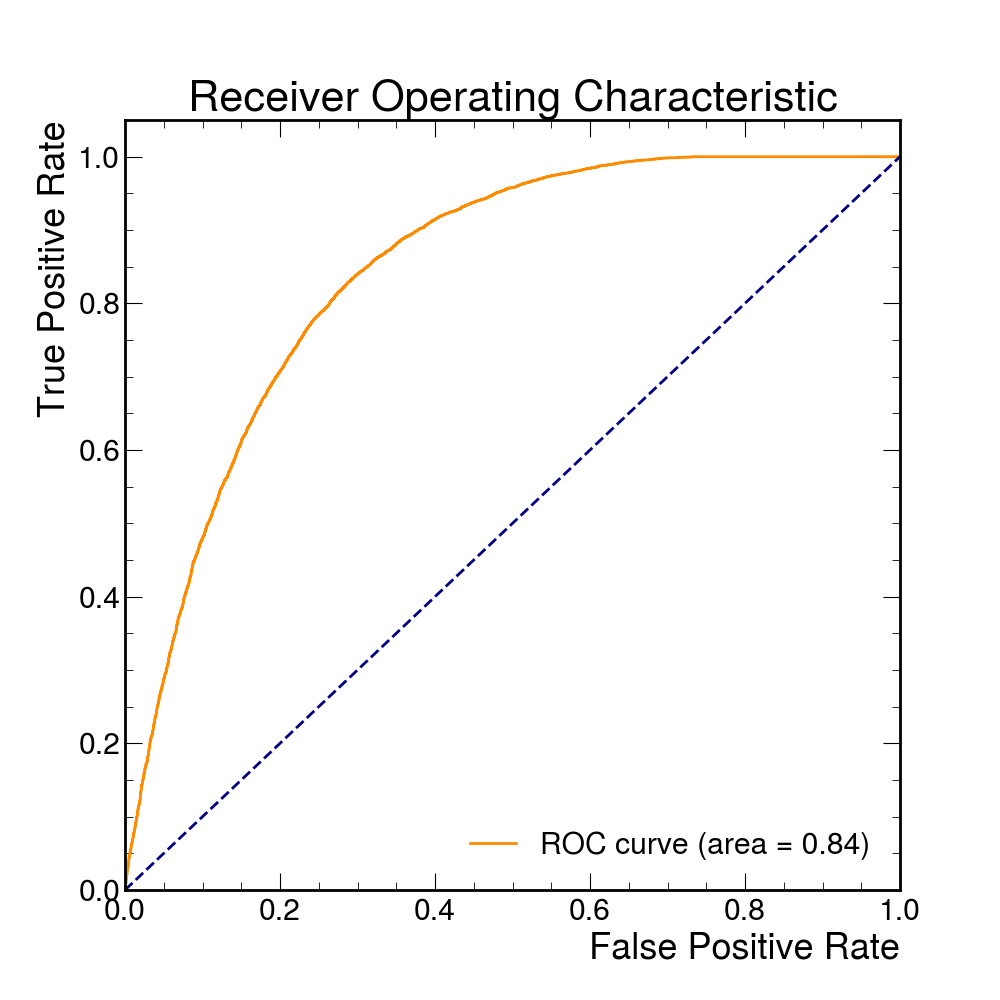 Receiver Operating Characteristic
True Positive Rate
1.0
0.8
0.6
0.4
0.2
0.0
ROC curve (area = 0.84)
0.0 0.2 0.4 0.6 0.8 1.0
False Positive Rate